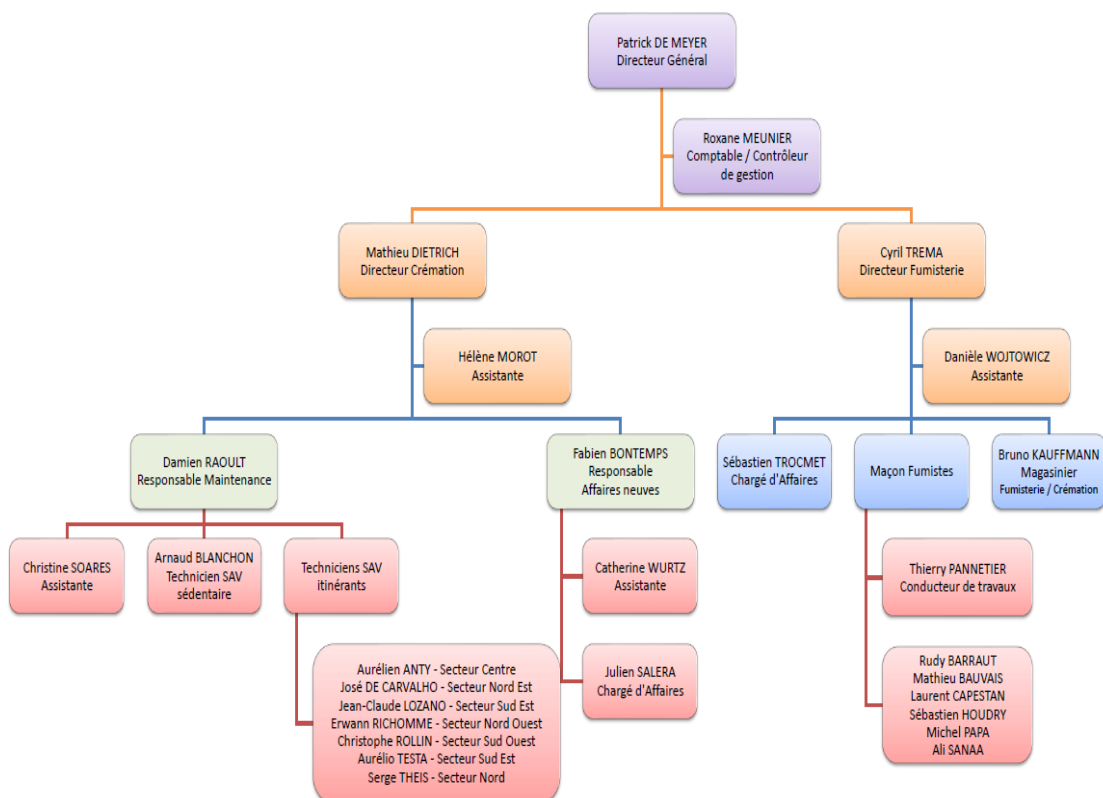 Patrick DE MEYER
Directeur Général
Roxane MEUNIER
Comptable / Contrôleur
de gestion
Mathieu DIETRICH
Directeur Crémation
Cyril TREMA
Directeur Fumisterie
Hélène MOROT
Assistante
Danièle WOJTOWICZ
Assistante
Damien RAOULT
Responsable Maintenance
Fabien BONTEMPS
Responsable
Affaires neuves
Sébastien TROCMET
Chargé d'Affaires
Maçon Fumistes
Bruno KAUFFMANN
Magasinier
Fumisterie / Crémation
Christine SOARES
Assistante
Arnaud BLANCHON
Technicien SAV
sédentaire
Techniciens SAV
itinérants
Catherine WURTZ
Assistante
Thierry PANNETIER
Conducteur de travaux
Aurélien ANTY - Secteur Centre
José DE CARVALHO - Secteur Nord Est
Jean-Claude LOZANO - Secteur Sud Est
Erwann RICHOMME - Secteur Nord Ouest
Christophe ROLLIN - Secteur Sud Ouest
Aurélio TESTA - Secteur Sud Est
Serge THEIS - Secteur Nord
Julien SALERA
Chargé d'Affaires
Rudy BARRAUT
Mathieu BAUVAIS
Laurent CAPESTAN
Sébastien HOUDRY
Michel PAPA
Ali SANAA